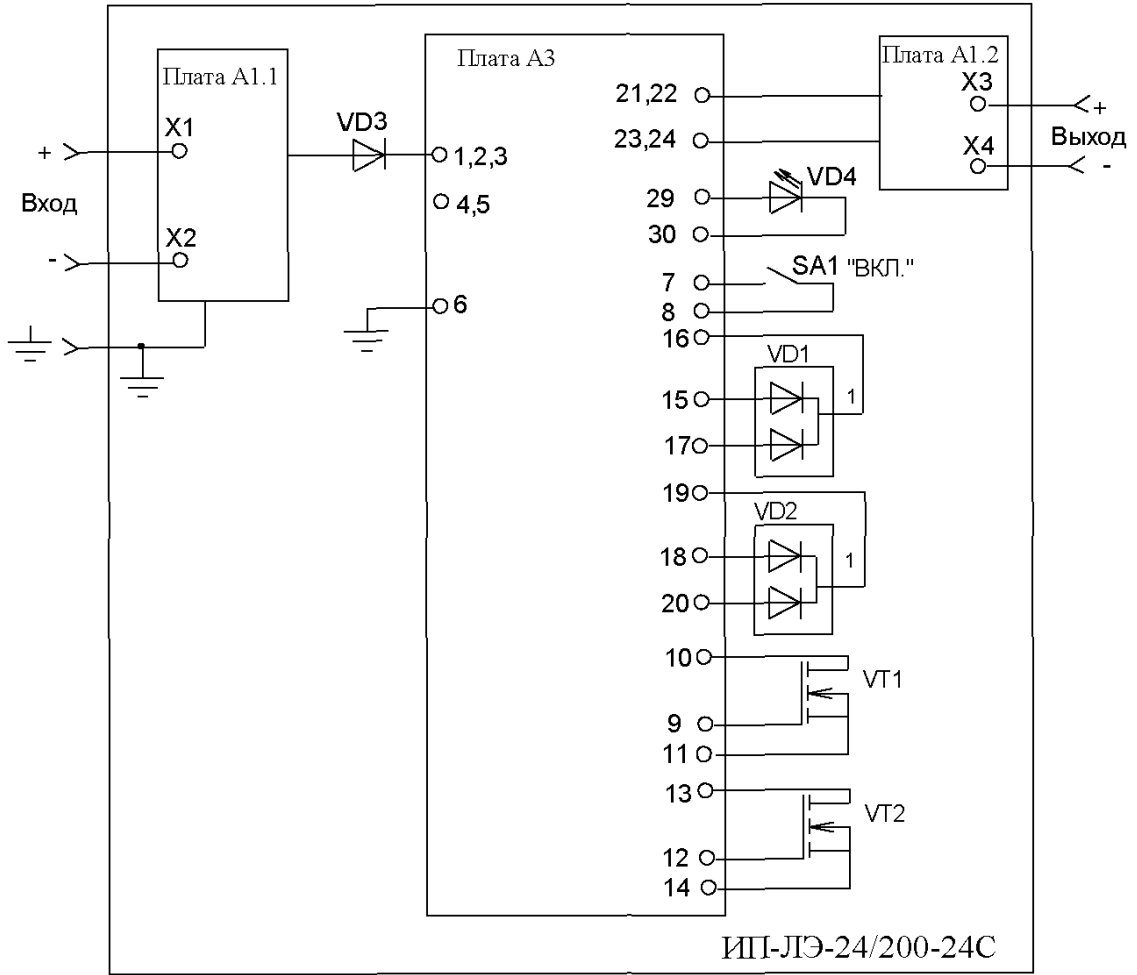 Плата А1.1
Плата А3
Плата А1.2
X3
21,22
+
X1
VD3
23,24
X4
Выход
+
1,2,3
-
Вход
4,5
29
VD4
30
X2
-
7
SA1 "ВКЛ."
6
8
16
VD1
15
1
17
19
VD2
18
1
20
10
VT1
9
11
13
VT2
12
14
ИП-ЛЭ-24/200-24С